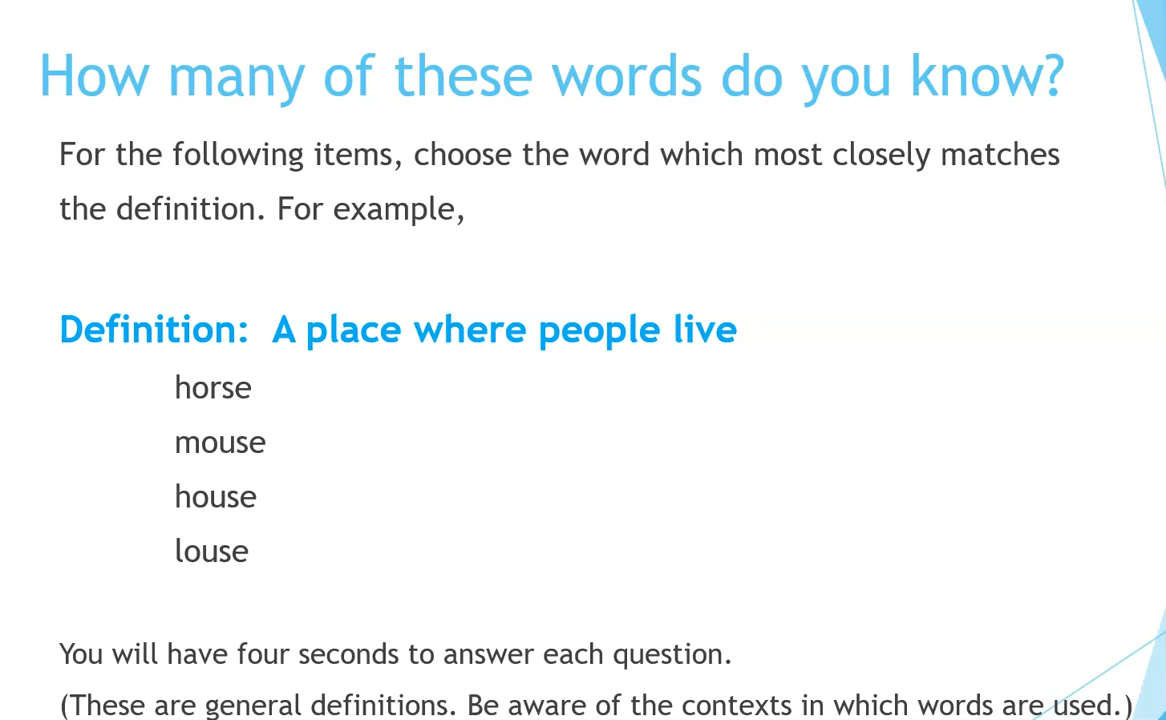 How many of these words do you know?
For the following items, choose the word which most closely matches
the definition. For example,
Definition: A place where people live
horse
mouse
house
louse
You will have four seconds to answer each question.
(These are general definitions. Be aware of the contexts in which words are used.)